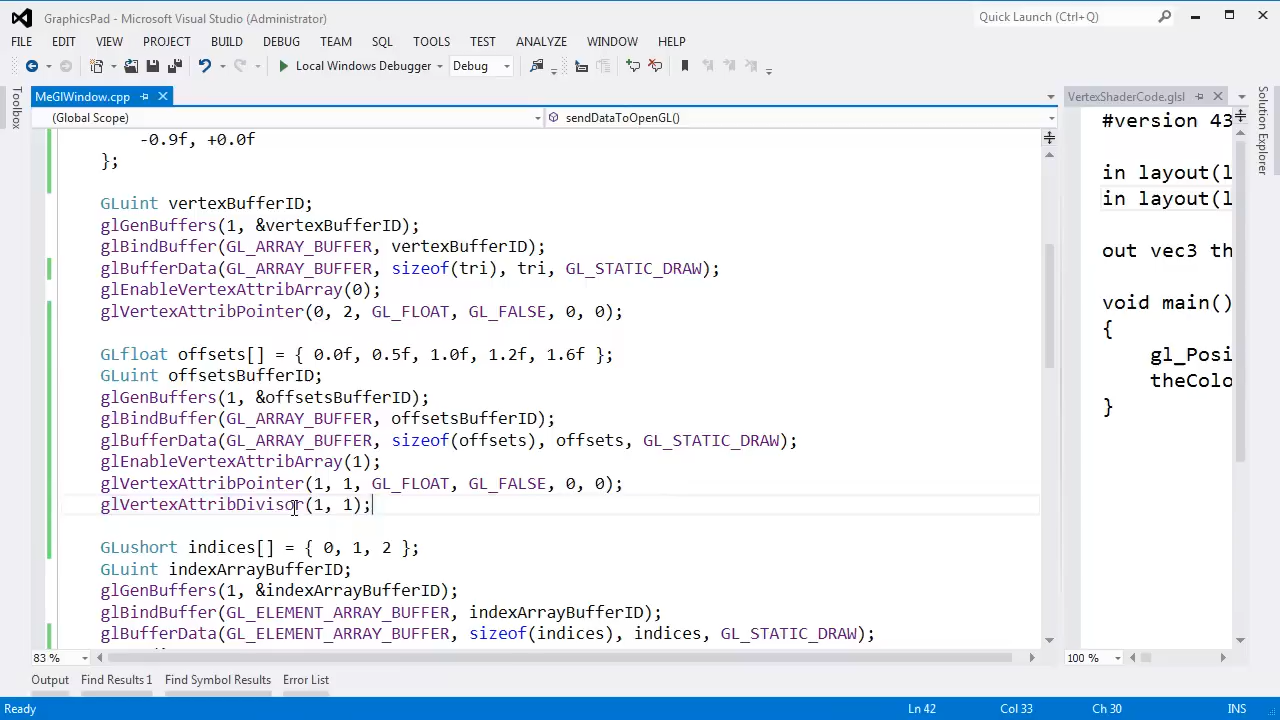 GraphicsPad - Microsoft Visual Studio (Administrator)
Quick Launch (Ctrl+Q)
FILE EDIT VIEW PROJECT BUILD DEBUG TEAM SQL TOOLS TEST ANALYZE WINDOW HELP
Local Windows Debugger Debug
Toolbox
MeGlWindow.cpp
(Global Scope) sendDataToOpenGL()
-0.9f, +0.0f
};
GLuint vertexBufferID;
glGenBuffers(1, &vertexBufferID);
glBindBuffer(GL_ARRAY_BUFFER, vertexBufferID);
glBufferData(GL_ARRAY_BUFFER, sizeof(tri), tri, GL_STATIC_DRAW);
glEnableVertexAttribArray(0);
glVertexAttribPointer(0, 2, GL_FLOAT, GL_FALSE, 0, 0);
GLfloat offsets[] = { 0.0f, 0.5f, 1.0f, 1.2f, 1.6f };
GLuint offsetsBufferID;
glGenBuffers(1, &offsetsBufferID);
glBindBuffer(GL_ARRAY_BUFFER, offsetsBufferID);
glBufferData(GL_ARRAY_BUFFER, sizeof(offsets), offsets, GL_STATIC_DRAW);
glEnableVertexAttribArray(1);
glVertexAttribPointer(1, 1, GL_FLOAT, GL_FALSE, 0, 0);
glVertexAttribDivisor(1, 1);
GLushort indices[] = { 0, 1, 2 };
GLuint indexArrayBufferID;
glGenBuffers(1, &indexArrayBufferID);
glBindBuffer(GL_ELEMENT_ARRAY_BUFFER, indexArrayBufferID);
glBufferData(GL_ELEMENT_ARRAY_BUFFER, sizeof(indices), indices, GL_STATIC_DRAW);
83 %
VertexShaderCode.glsl
#version 43
in layout(l
in layout(l
out vec3 th
void main()
{
gl_Posi
theColo
}
100 %
Solution Explorer
Output Find Results 1 Find Symbol Results Error List
Ready Ln 42 Col 33 Ch 30 INS